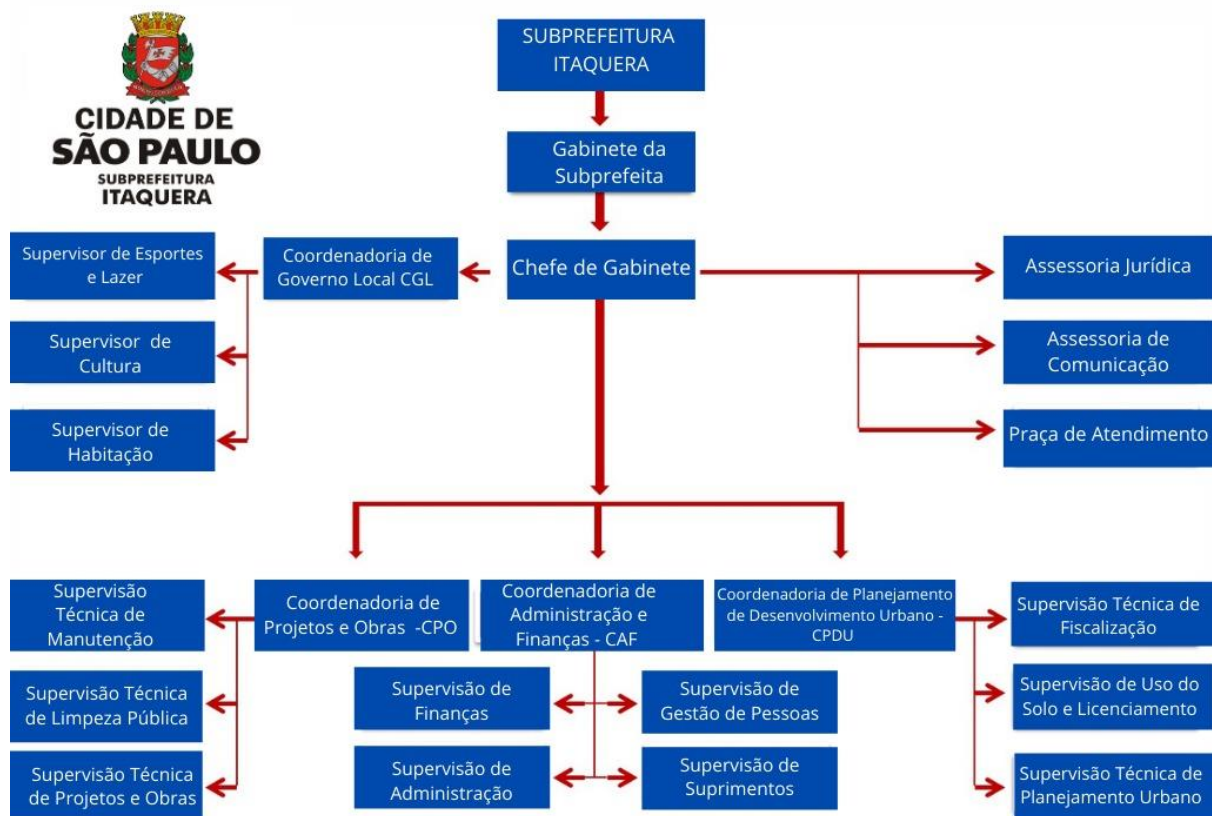 CIDADE DE
SÃO PAULO
SUBPREFEITURA
ITAQUERA
SUBPREFEITURA
ITAQUERA
Gabinete da
Subprefeita
Chefe de Gabinete
Coordenadoria de
Governo Local CGL
Supervisor de Esportes
e Lazer
Supervisor de
Cultura
Supervisor de
Habitação
Assessoria Jurídica
Assessoria de
Comunicação
Praça de Atendimento
Coordenadoria de
Projetos e Obras -CPO
Supervisão
Técnica de
Manutenção
Supervisão Técnica
de Limpeza Pública
Supervisão Técnica
de Projetos e Obras
Coordenadoria de
Administração e
Finanças - CAF
Supervisão de
Finanças
Supervisão de
Gestão de Pessoas
Supervisão de
Administração
Supervisão de
Suprimentos
Coordenadoria de Planejamento
de Desenvolvimento Urbano -
CPDU
Supervisão Técnica de
Fiscalização
Supervisão de Uso do
Solo e Licenciamento
Supervisão Técnica de
Planejamento Urbano